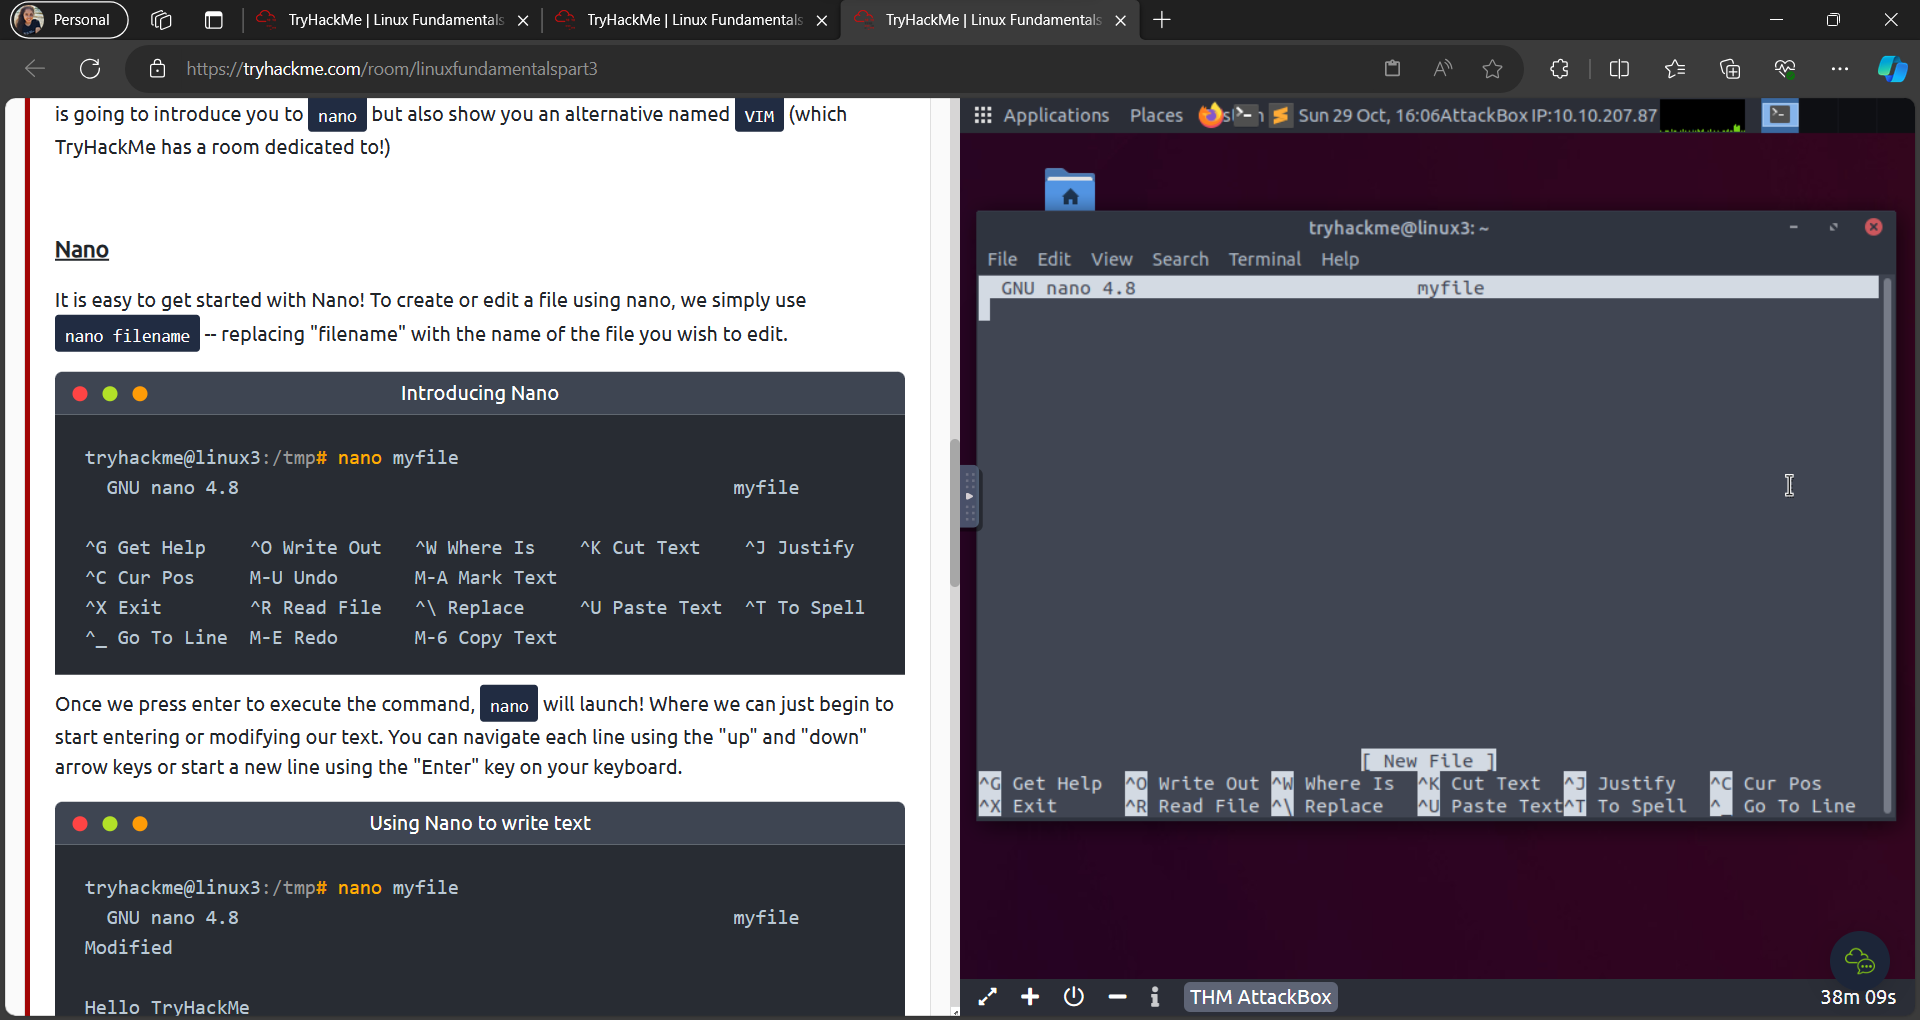 Personal
TryHackMe | Linux Fundamentals
TryHackMe | Linux Fundamentals
TryHackMe | Linux Fundamentals
https://tryhackme.com/room/linuxfundamentalspart3
is going to introduce you to nano but also show you an alternative named VIM (which
TryHackMe has a room dedicated to!)
Nano
It is easy to get started with Nano! To create or edit a file using nano, we simply use
nano filename -- replacing "filename" with the name of the file you wish to edit.
Introducing Nano
tryhackme@linux3:/tmp# nano myfile
GNU nano 4.8 myfile
^G Get Help ^O Write Out ^W Where Is ^K Cut Text ^J Justify
^C Cur Pos M-U Undo M-A Mark Text
^X Exit ^R Read File ^\ Replace ^U Paste Text ^T To Spell
^_ Go To Line M-E Redo M-6 Copy Text
Once we press enter to execute the command, nano will launch! Where we can just begin to
start entering or modifying our text. You can navigate each line using the "up" and "down"
arrow keys or start a new line using the "Enter" key on your keyboard.
Using Nano to write text
tryhackme@linux3:/tmp# nano myfile
GNU nano 4.8 myfile
Modified
Hello TryHackMe
Applications Places Sun 29 Oct, 16:06 AttackBox IP:10.10.207.87
tryhackme@linux3: ~
File Edit View Search Terminal Help
GNU nano 4.8 myfile
[ New File ]
^G Get Help ^O Write Out ^W Where Is ^K Cut Text ^J Justify ^C Cur Pos
^X Exit ^R Read File ^\ Replace ^U Paste Text ^T To Spell ^_ Go To Line
THM AttackBox
38m 09s